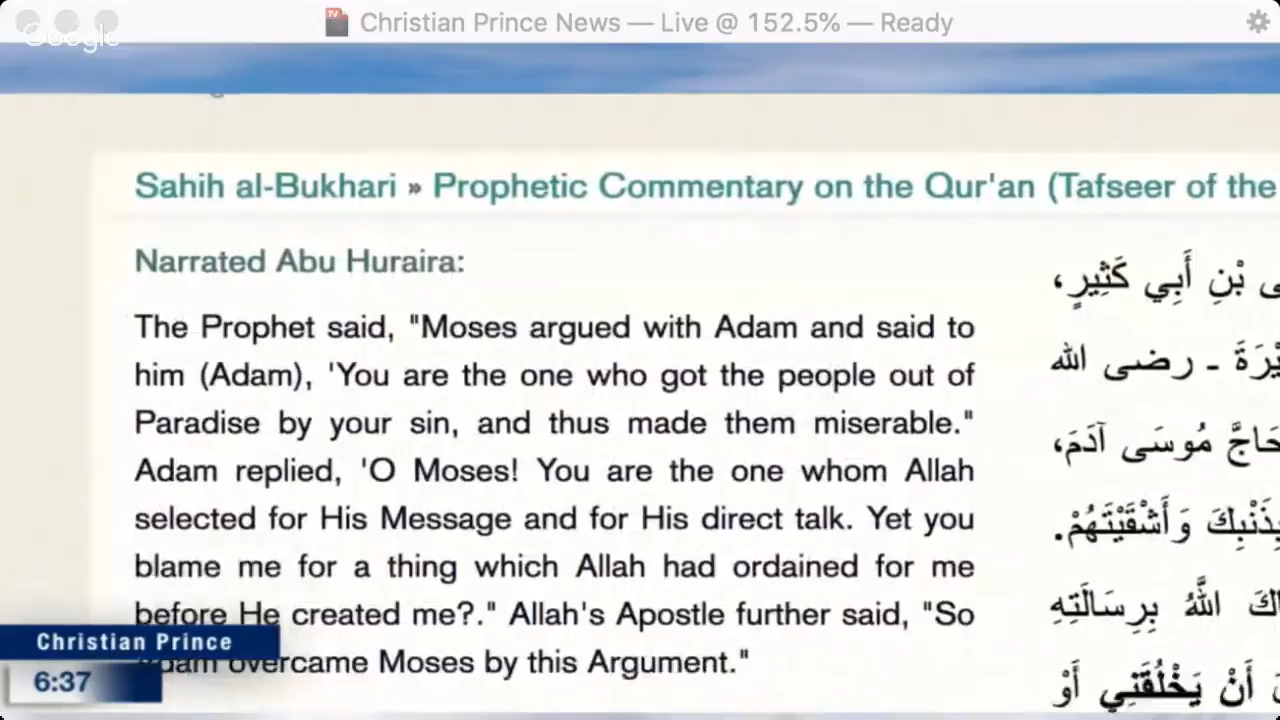 Christian Prince News — Live @ 152.5% — Ready
Google
Sahih al-Bukhari » Prophetic Commentary on the Qur'an (Tafseer of the
Narrated Abu Huraira:
The Prophet said, "Moses argued with Adam and said to
him (Adam), 'You are the one who got the people out of
Paradise by your sin, and thus made them miserable."
Adam replied, 'O Moses! You are the one whom Allah
selected for His Message and for His direct talk. Yet you
blame me for a thing which Allah had ordained for me
before He created me?." Allah's Apostle further said, "So
Adam overcame Moses by this Argument."
بْنِ أَبِي كَثِيرٍ،
ـ رضى الله
حَاجَّ مُوسَى آدَمَ،
بِذَنْبِكَ وَأَشْقَيْتَهُمْ.
اللَّهُ بِرِسَالَتِهِ
أَنْ يَخْلُقَنِي أَوْ
Christian Prince
6:37
TV